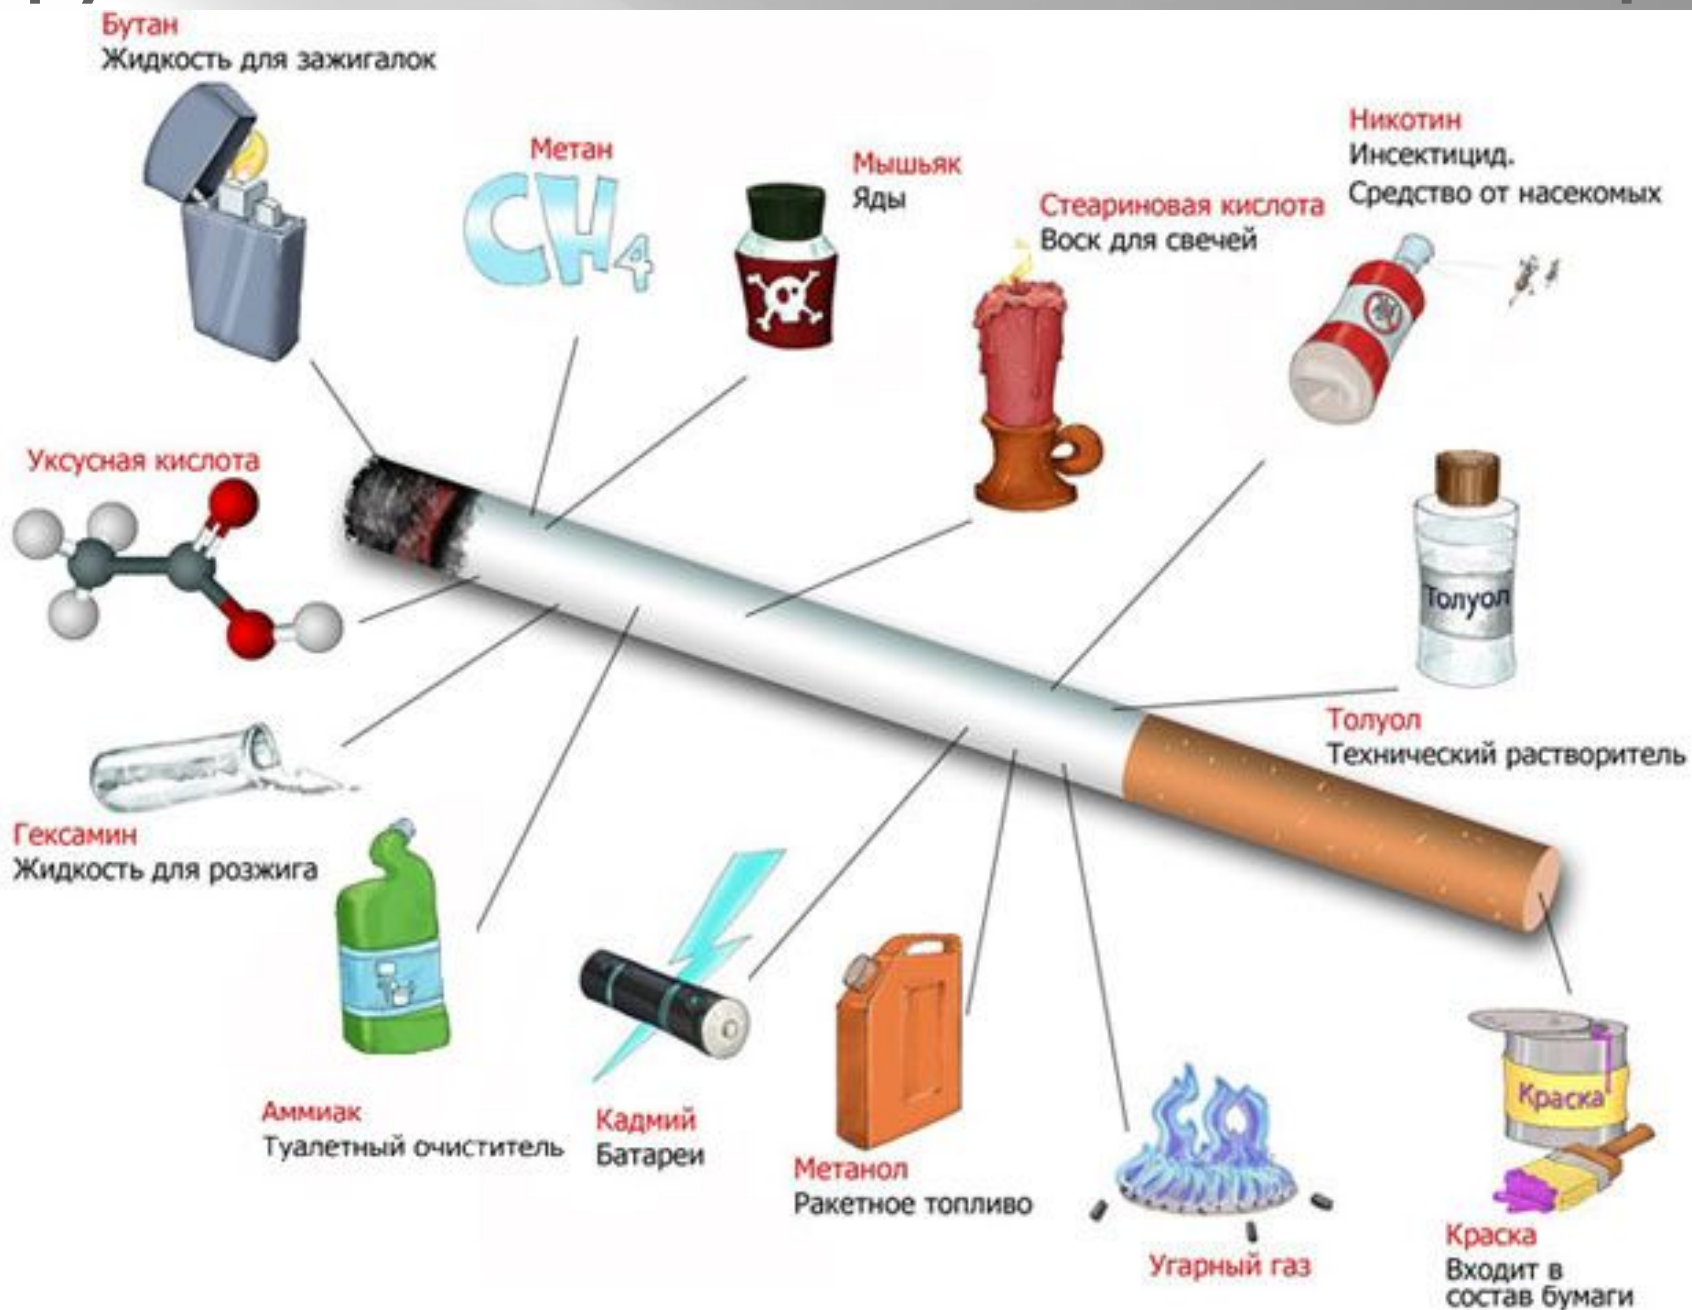 Бутан
Жидкость для зажигалок
Метан
CH4
Мышьяк
Яды
Стеариновая кислота
Воск для свечей
Никотин
Инсектицид.
Средство от насекомых
Уксусная кислота
Толуол
Толуол
Технический растворитель
Гексамин
Жидкость для розжига
Аммиак
Туалетный очиститель
Кадмий
Батареи
Метанол
Ракетное топливо
Угарный газ
Краска
Краска
Входит в
состав бумаги